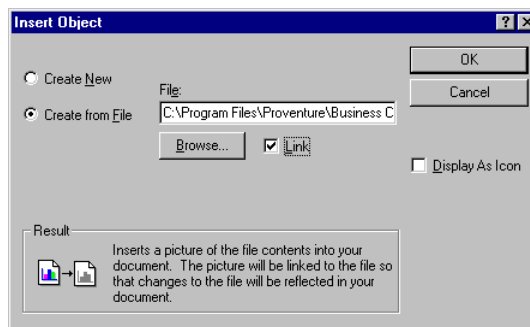 Insert Object
Create New
Create from File
File:
C:\Program Files\Proventure\Business C
Browse...
Link
OK
Cancel
Display As Icon
Result
Inserts a picture of the file contents into your
document. The picture will be linked to the file so
that changes to the file will be reflected in your
document.